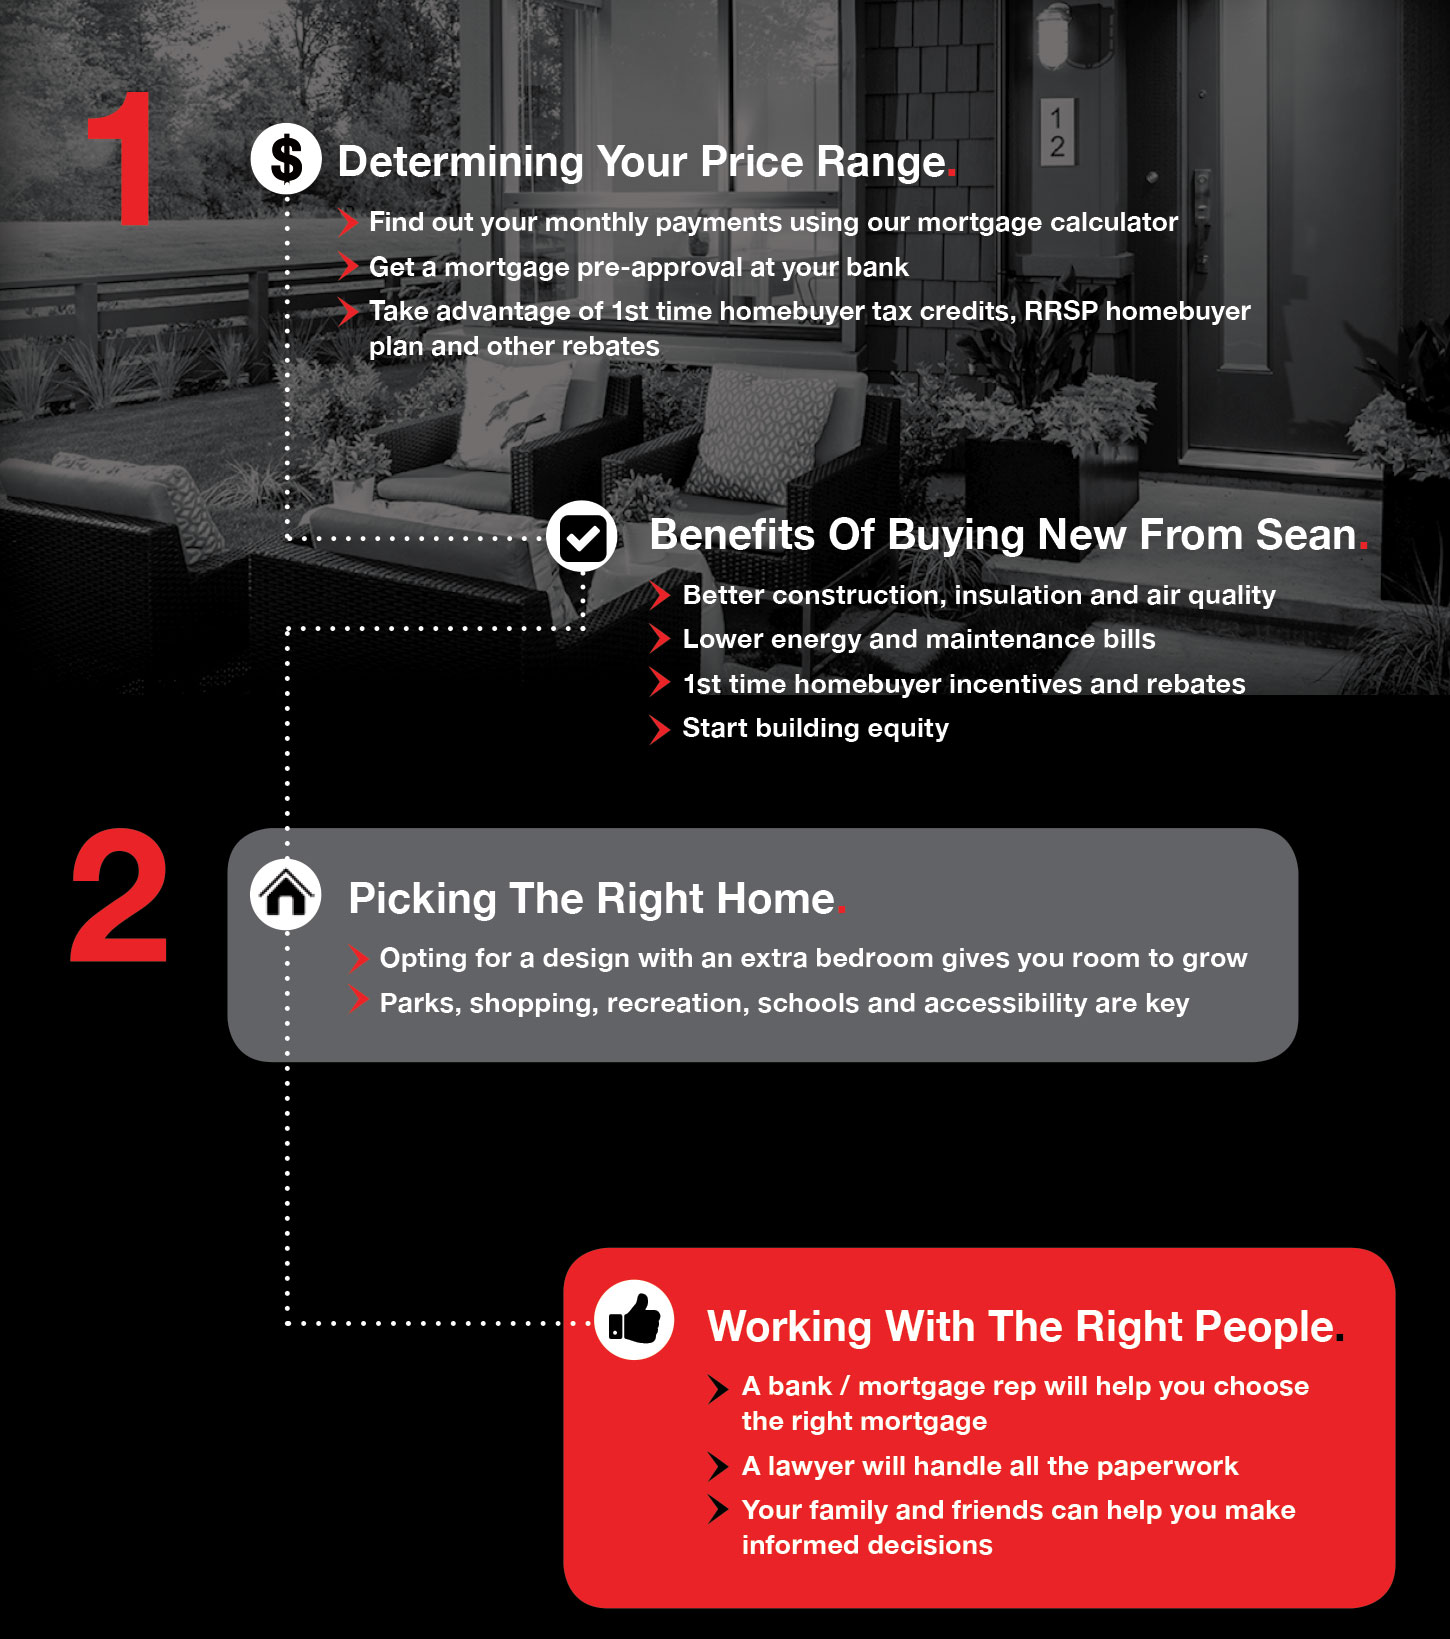 1
$
Determining Your Price Range.
Find out your monthly payments using our mortgage calculator
Get a mortgage pre-approval at your bank
Take advantage of 1st time homebuyer tax credits, RRSP homebuyer
plan and other rebates
1
2
Benefits Of Buying New From Sean.
Better construction, insulation and air quality
Lower energy and maintenance bills
1st time homebuyer incentives and rebates
Start building equity
2
Picking The Right Home.
Opting for a design with an extra bedroom gives you room to grow
Parks, shopping, recreation, schools and accessibility are key
Working With The Right People.
A bank / mortgage rep will help you choose
the right mortgage
A lawyer will handle all the paperwork
Your family and friends can help you make
informed decisions